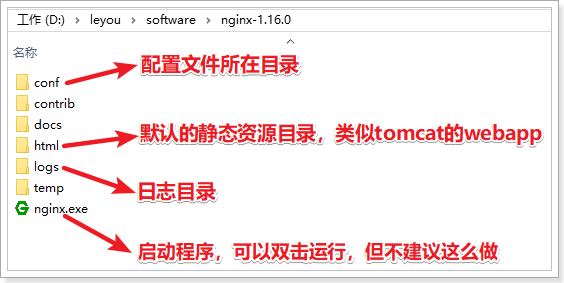 工作 (D:) > leyou > software > nginx-1.16.0
名称
conf
配置文件所在目录
contrib
docs
html
默认的静态资源目录，类似tomcat的webapp
logs
日志目录
temp
nginx.exe
启动程序，可以双击运行，但不建议这么做